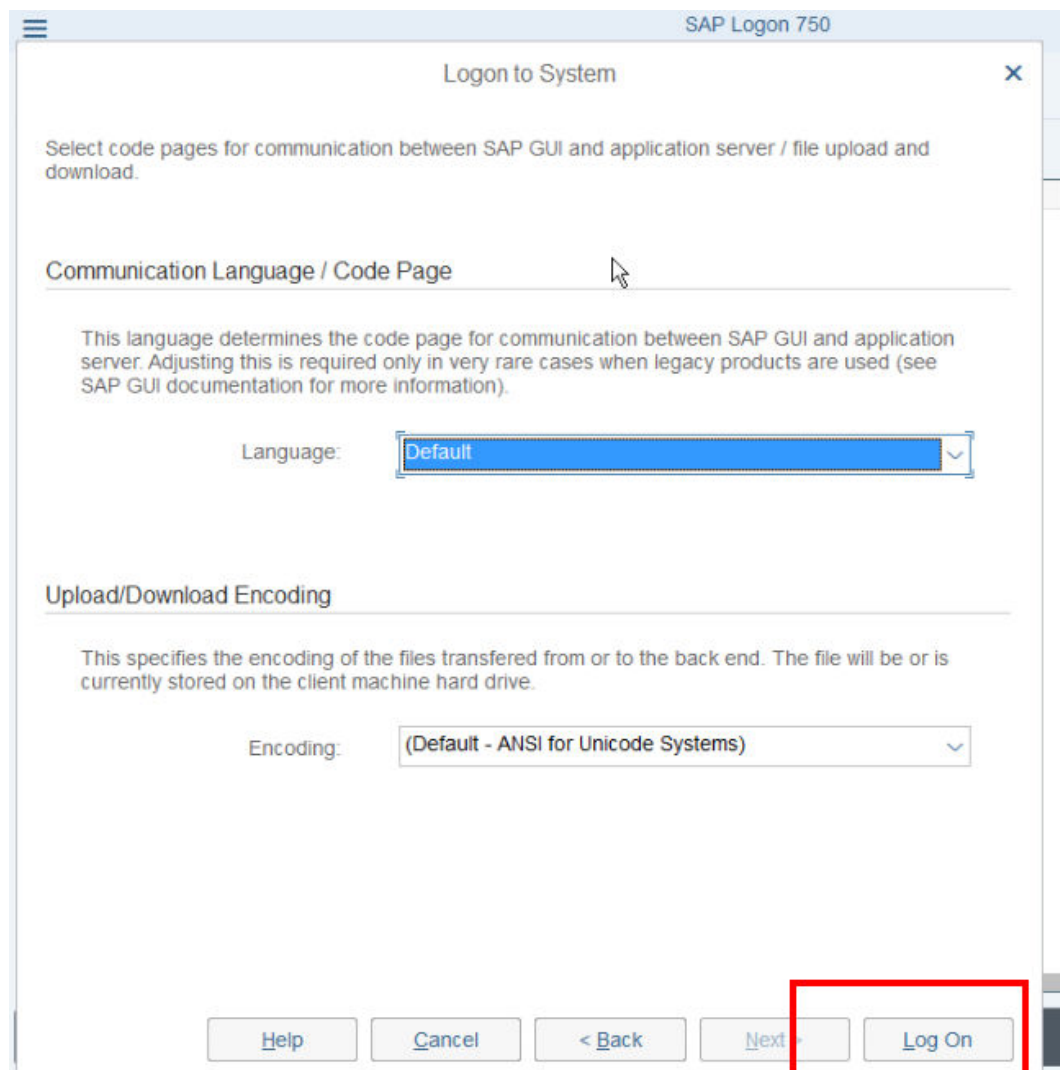 SAP Logon 750
Logon to System
Select code pages for communication between SAP GUI and application server / file upload and
download.
Communication Language / Code Page
This language determines the code page for communication between SAP GUI and application
server. Adjusting this is required only in very rare cases when legacy products are used (see
SAP GUI documentation for more information).
Language: Default
Upload/Download Encoding
This specifies the encoding of the files transfered from or to the back end. The file will be or is
currently stored on the client machine hard drive.
Encoding: (Default - ANSI for Unicode Systems)
Help Cancel < Back Next > Log On